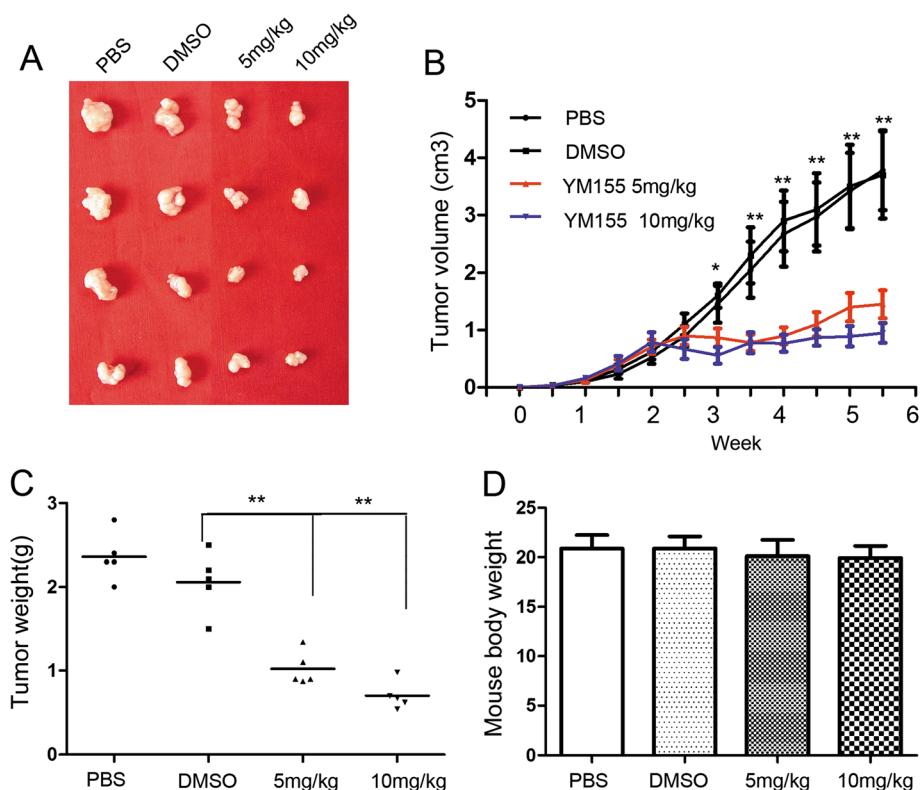 A
PBS
DMSO
5mg/kg
10mg/kg
B
Tumor volume (cm3)
5
4
3
2
1
0
PBS
DMSO
YM155 5mg/kg
YM155 10mg/kg
*
**
**
**
**
**
0
1
2
3
4
5
6
Week
C
Tumor weight(g)
3
2
1
0
**
**
PBS
DMSO
5mg/kg
10mg/kg
D
Mouse body weight
25
20
15
10
5
0
PBS
DMSO
5mg/kg
10mg/kg